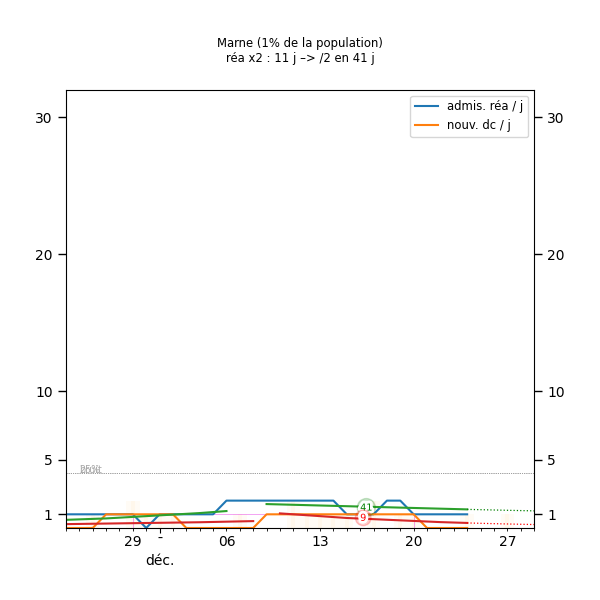 Marne (1% de la population)
réa x2 : 11 j –> /2 en 41 j
admis. réa / j
nouv. dc / j
30 30
20 20
10 10
5 5
41
9
1 1
29 - 06 13 20 27
déc.